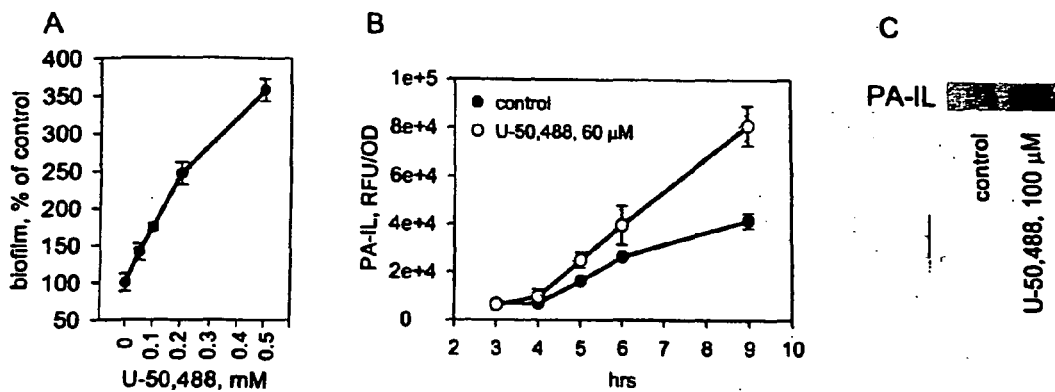 A
biofilm, % of control
400
350
300
250
200
150
100
50
0
0.1
0.2
0.3
0.4
0.5
U-50,488, mM
B
PA-IL, RFU/OD
1e+5
8e+4
6e+4
4e+4
2e+4
0
control
U-50,488, 60 µM
2 3 4 5 6 7 8 9 10
hrs
C
PA-IL
control
U-50,488, 100 µM